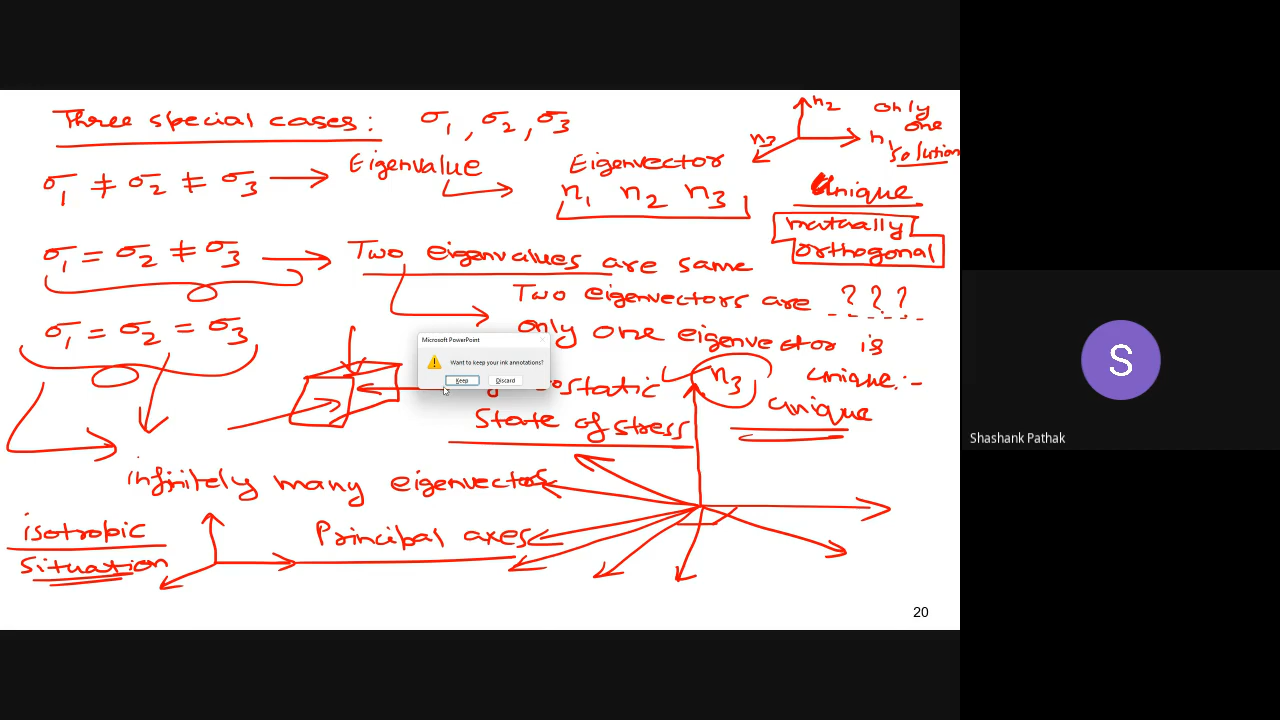 Three special cases: σ1, σ2, σ3
n2
n3
n1
only one solution
σ1 ≠ σ2 ≠ σ3 → Eigenvalue
Eigenvector
n1 n2 n3
Unique
mutually
orthogonal
σ1 = σ2 ≠ σ3 → Two eigenvalues are same
Two eigenvectors are ???
only one eigenvector is
unique :-
n3
unique
σ1 = σ2 = σ3
Microsoft PowerPoint
Want to keep your ink annotations?
Keep
Discard
ostatic
State of stress
infinitely many eigenvectors
isotropic
situation
Principal axes
20
S
Shashank Pathak